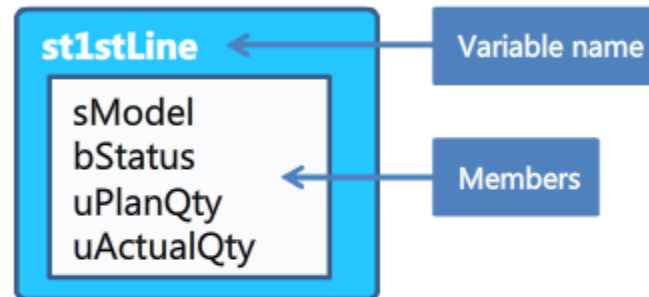 st1stLine
Variable name
sModel
bStatus
uPlanQty
uActualQty
Members